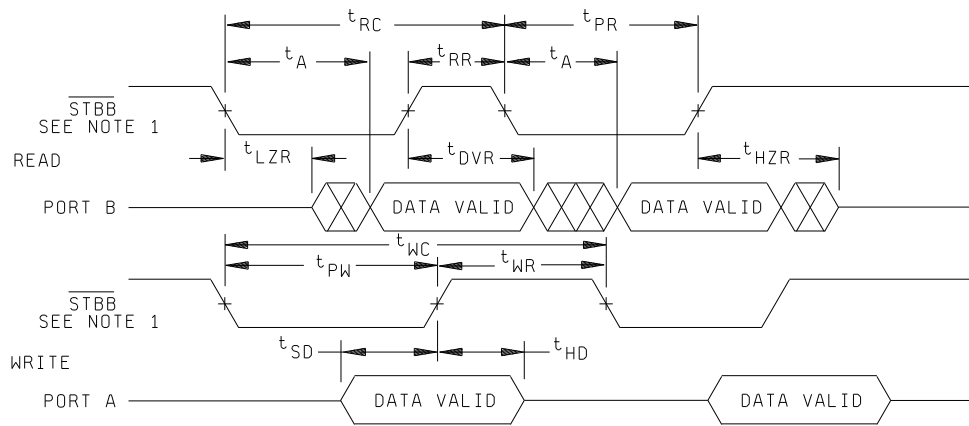 tRC tPR
tA tRR tA
STBB
SEE NOTE 1
READ tLZR tDVR tHZR
PORT B DATA VALID DATA VALID
tWC
tPW tWR
STBB
SEE NOTE 1
tSD tHD
WRITE
PORT A DATA VALID DATA VALID